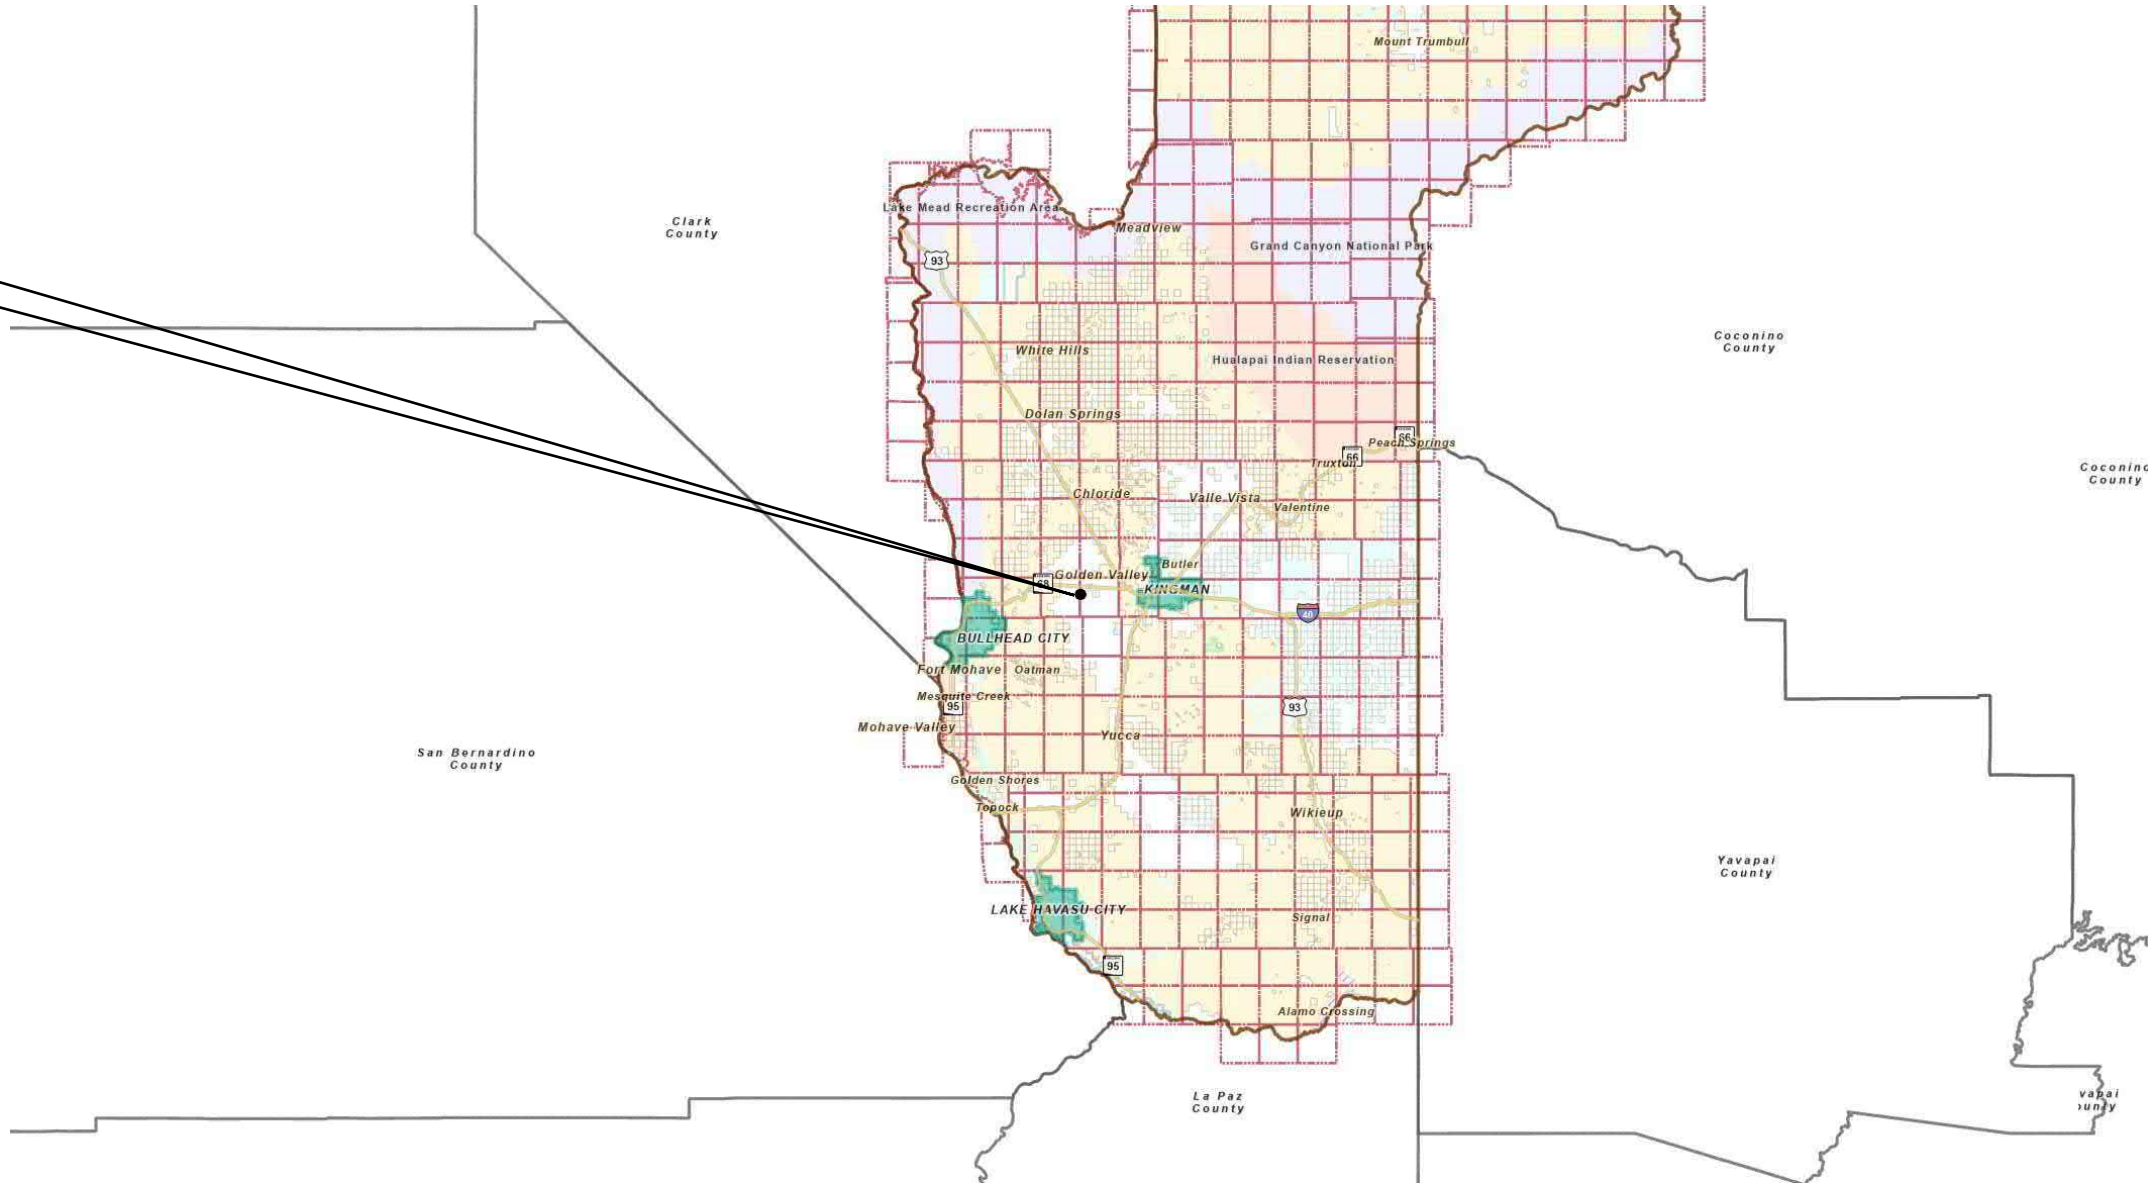 Mount Trumbull
Lake Mead Recreation Area
Clark
County
Meadview
Grand Canyon National Park
93
Coconino
County
White Hills
Hualapai Indian Reservation
Dolan Springs
66
Peach Springs
66
Truxton
Coconino
County
Chloride
Valle Vista
Valentine
Butler
Golden Valley
68
KINGMAN
40
BULLHEAD CITY
Fort Mohave
Oatman
Mesquite Creek
95
93
Mohave Valley
Yucca
San Bernardino
County
Golden Shores
Topock
Wikieup
Yavapai
County
LAKE HAVASU CITY
Signal
95
Alamo Crossing
La Paz
County
vapai
ounty